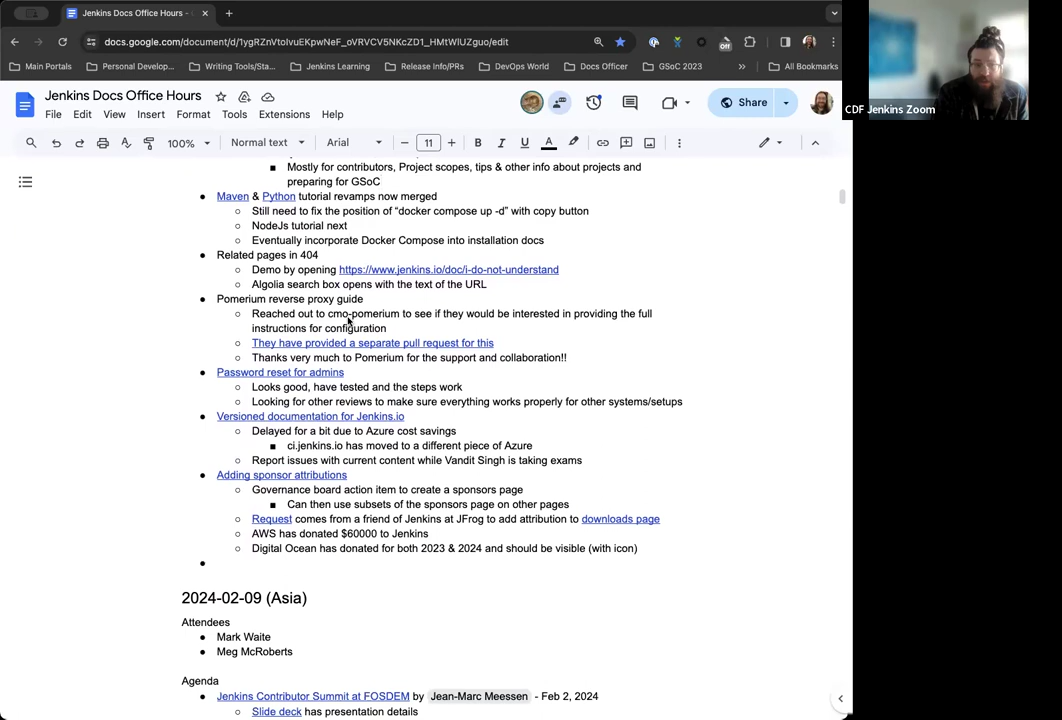 Jenkins Docs Office Hours -
docs.google.com/document/d/1ygRZnVtoIvuEKpwNeF_oVRVCV5NKcZD1_HMtWlUZguo/edit
Off
Main Portals
Personal Develop...
Writing Tools/Sta...
Jenkins Learning
Release Info/PRs
DevOps World
Docs Officer
GSoC 2023
All Bookmarks
CDF Jenkins Zoom
Jenkins Docs Office Hours
File Edit View Insert Format Tools Extensions Help
Share
100% Normal text Arial 11 B I U A
Mostly for contributors, Project scopes, tips & other info about projects and
preparing for GSoC
Maven & Python tutorial revamps now merged
Still need to fix the position of “docker compose up -d” with copy button
NodeJs tutorial next
Eventually incorporate Docker Compose into installation docs
Related pages in 404
Demo by opening https://www.jenkins.io/doc/i-do-not-understand
Algolia search box opens with the text of the URL
Pomerium reverse proxy guide
Reached out to cmo-pomerium to see if they would be interested in providing the full
instructions for configuration
They have provided a separate pull request for this
Thanks very much to Pomerium for the support and collaboration!!
Password reset for admins
Looks good, have tested and the steps work
Looking for other reviews to make sure everything works properly for other systems/setups
Versioned documentation for Jenkins.io
Delayed for a bit due to Azure cost savings
ci.jenkins.io has moved to a different piece of Azure
Report issues with current content while Vandit Singh is taking exams
Adding sponsor attributions
Governance board action item to create a sponsors page
Can then use subsets of the sponsors page on other pages
Request comes from a friend of Jenkins at JFrog to add attribution to downloads page
AWS has donated $60000 to Jenkins
Digital Ocean has donated for both 2023 & 2024 and should be visible (with icon)
2024-02-09 (Asia)
Attendees
Mark Waite
Meg McRoberts
Agenda
Jenkins Contributor Summit at FOSDEM by Jean-Marc Meessen - Feb 2, 2024
Slide deck has presentation details